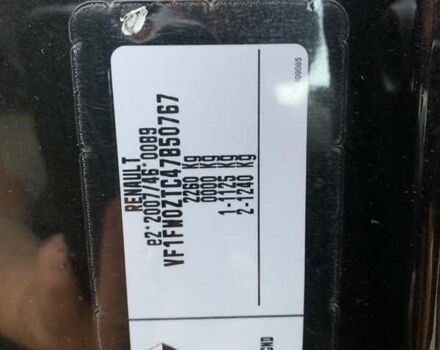 RENAULT
e2*2007/46*0089
VF1FW0ZTC47850767
2260 Kg
0000 Kg
1-1125 Kg
2-1240 Kg